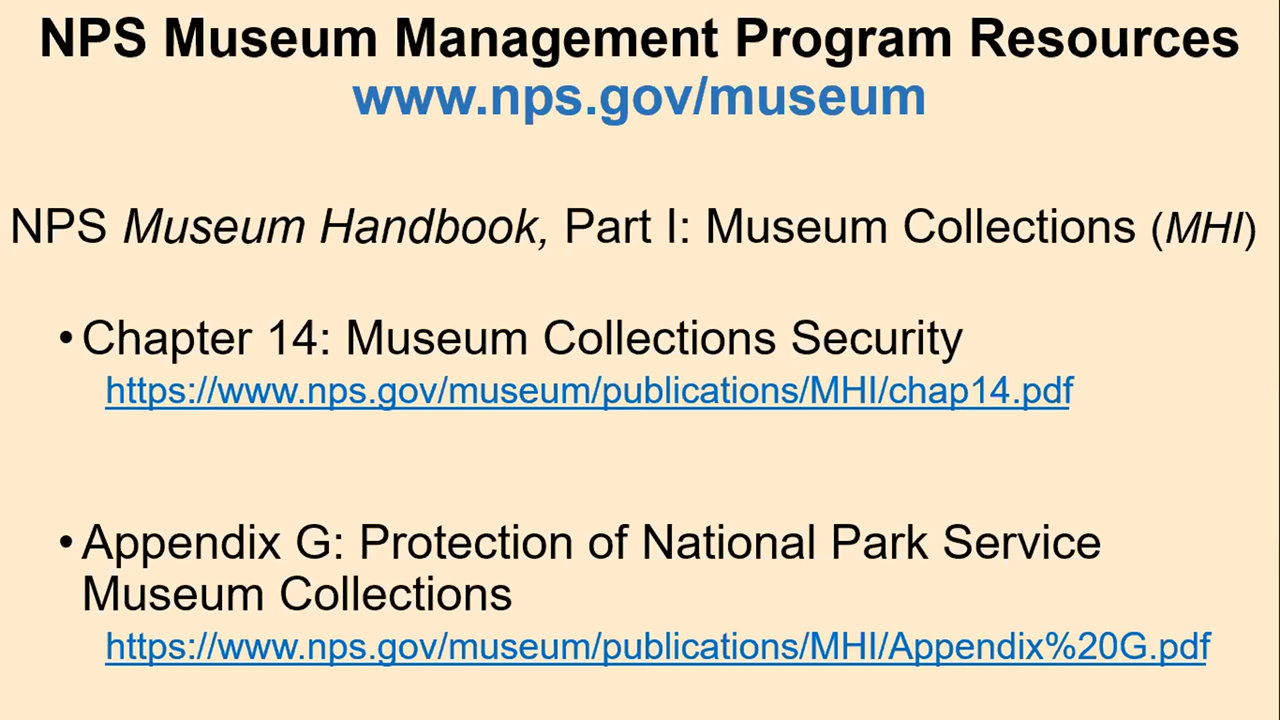 NPS Museum Management Program Resources
www.nps.gov/museum
NPS Museum Handbook, Part I: Museum Collections (MHI)
• Chapter 14: Museum Collections Security
https://www.nps.gov/museum/publications/MHI/chap14.pdf
• Appendix G: Protection of National Park Service
Museum Collections
https://www.nps.gov/museum/publications/MHI/Appendix%20G.pdf